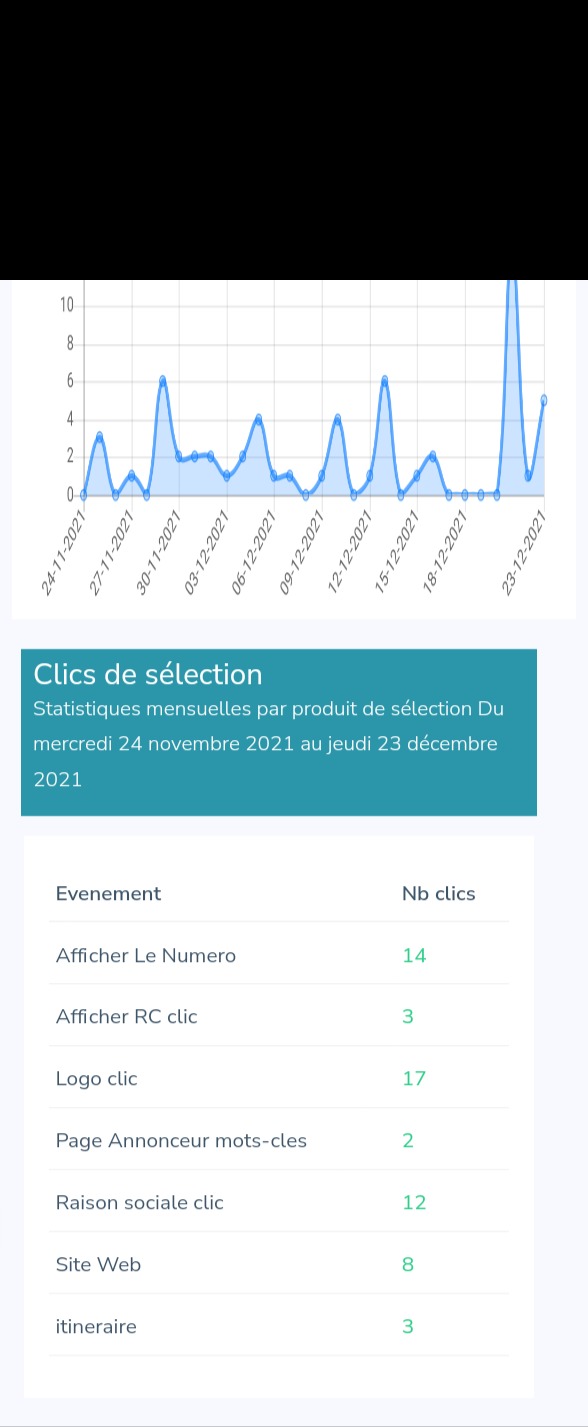 10
8
6
4
2
0
24-11-2021
27-11-2021
30-11-2021
03-12-2021
06-12-2021
09-12-2021
12-12-2021
15-12-2021
18-12-2021
23-12-2021
Clics de sélection
Statistiques mensuelles par produit de sélection Du
mercredi 24 novembre 2021 au jeudi 23 décembre
2021
Evenement Nb clics
Afficher Le Numero 14
Afficher RC clic 3
Logo clic 17
Page Annonceur mots-cles 2
Raison sociale clic 12
Site Web 8
itineraire 3